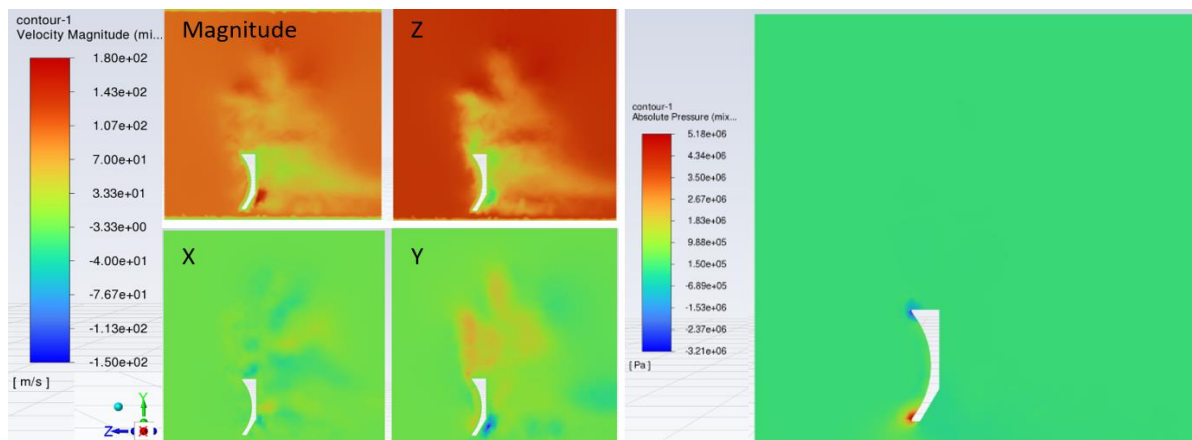 contour-1
Velocity Magnitude (mi...
1.80e+02
1.43e+02
1.07e+02
7.00e+01
3.33e+01
-3.33e+00
-4.00e+01
-7.67e+01
-1.13e+02
-1.50e+02
[ m/s ]
Y
Z
Magnitude
Z
X
Y
contour-1
Absolute Pressure (mix...
5.18e+06
4.34e+06
3.50e+06
2.67e+06
1.83e+06
9.88e+05
1.50e+05
-6.89e+05
-1.53e+06
-2.37e+06
-3.21e+06
[ Pa ]